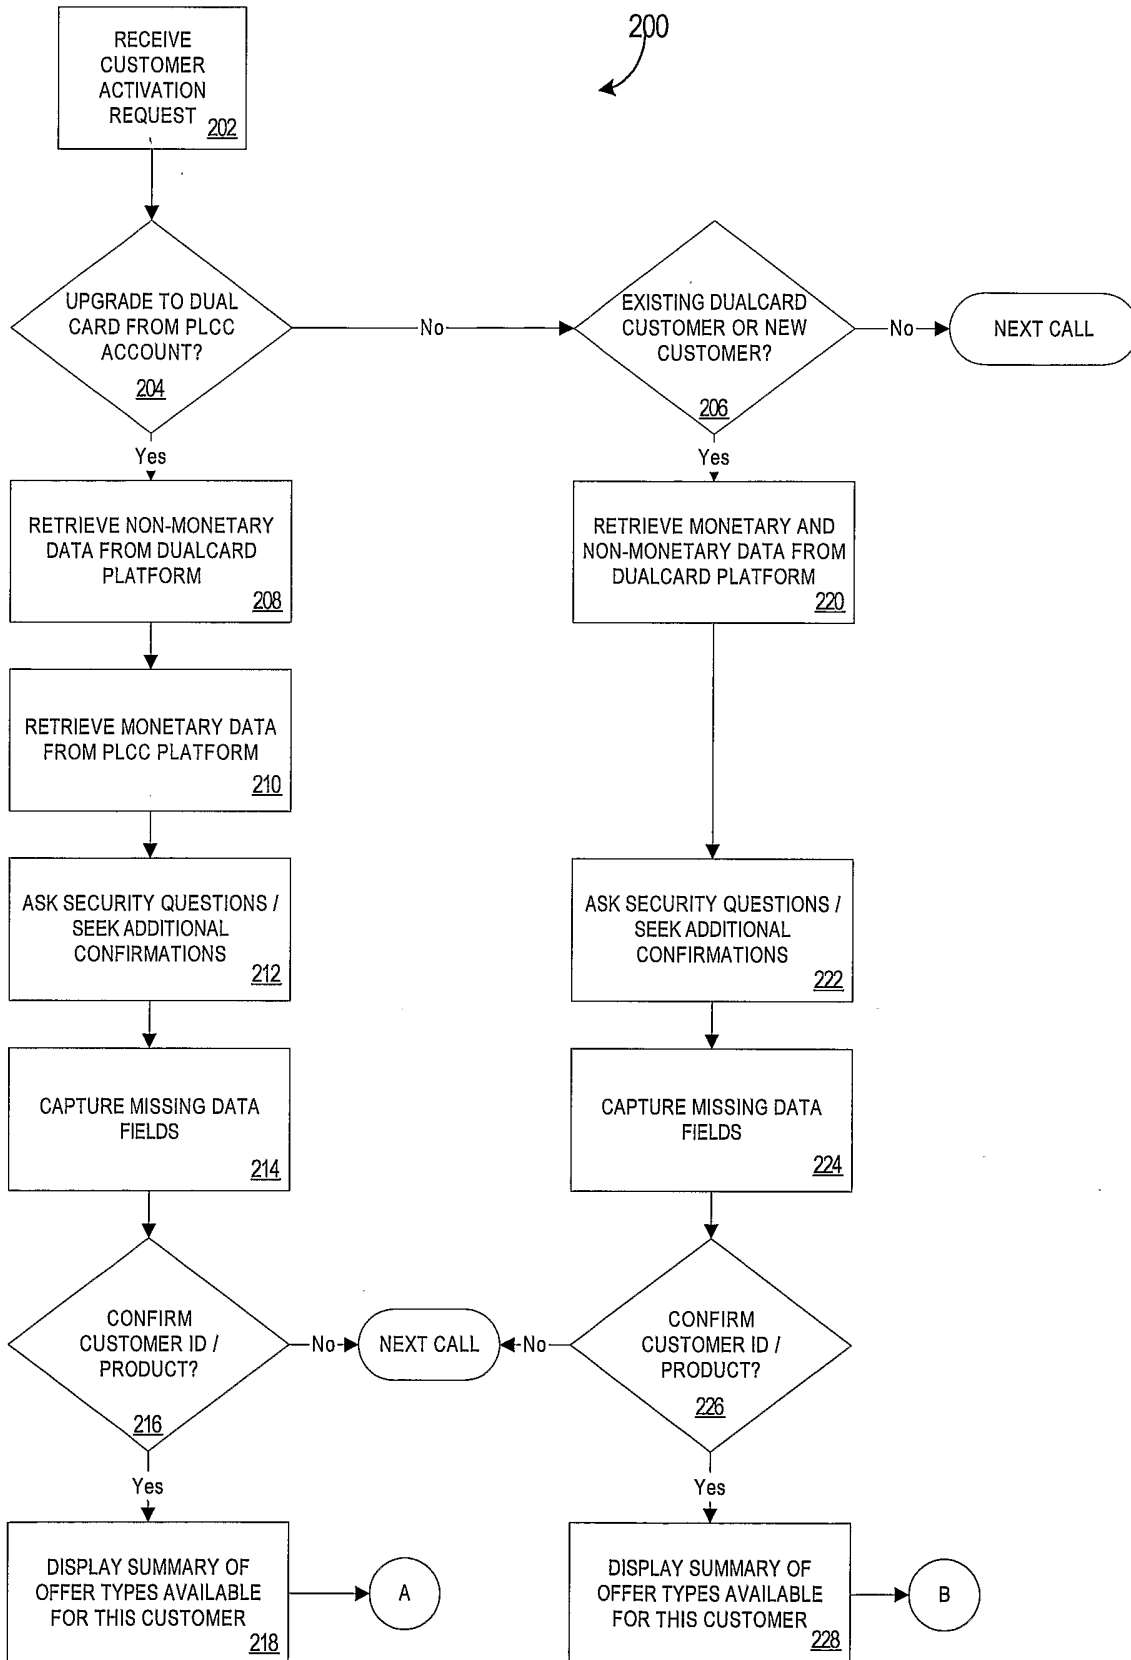 200
RECEIVE
CUSTOMER
ACTIVATION
REQUEST
202
UPGRADE TO DUAL
CARD FROM PLCC
ACCOUNT?
204
No
EXISTING DUALCARD
CUSTOMER OR NEW
CUSTOMER?
206
No
NEXT CALL
Yes
Yes
RETRIEVE NON-MONETARY
DATA FROM DUALCARD
PLATFORM
208
RETRIEVE MONETARY AND
NON-MONETARY DATA FROM
DUALCARD PLATFORM
220
RETRIEVE MONETARY DATA
FROM PLCC PLATFORM
210
ASK SECURITY QUESTIONS /
SEEK ADDITIONAL
CONFIRMATIONS
212
ASK SECURITY QUESTIONS /
SEEK ADDITIONAL
CONFIRMATIONS
222
CAPTURE MISSING DATA
FIELDS
214
CAPTURE MISSING DATA
FIELDS
224
CONFIRM
CUSTOMER ID /
PRODUCT?
216
No
NEXT CALL
No
CONFIRM
CUSTOMER ID /
PRODUCT?
226
Yes
Yes
DISPLAY SUMMARY OF
OFFER TYPES AVAILABLE
FOR THIS CUSTOMER
218
A
DISPLAY SUMMARY OF
OFFER TYPES AVAILABLE
FOR THIS CUSTOMER
228
B